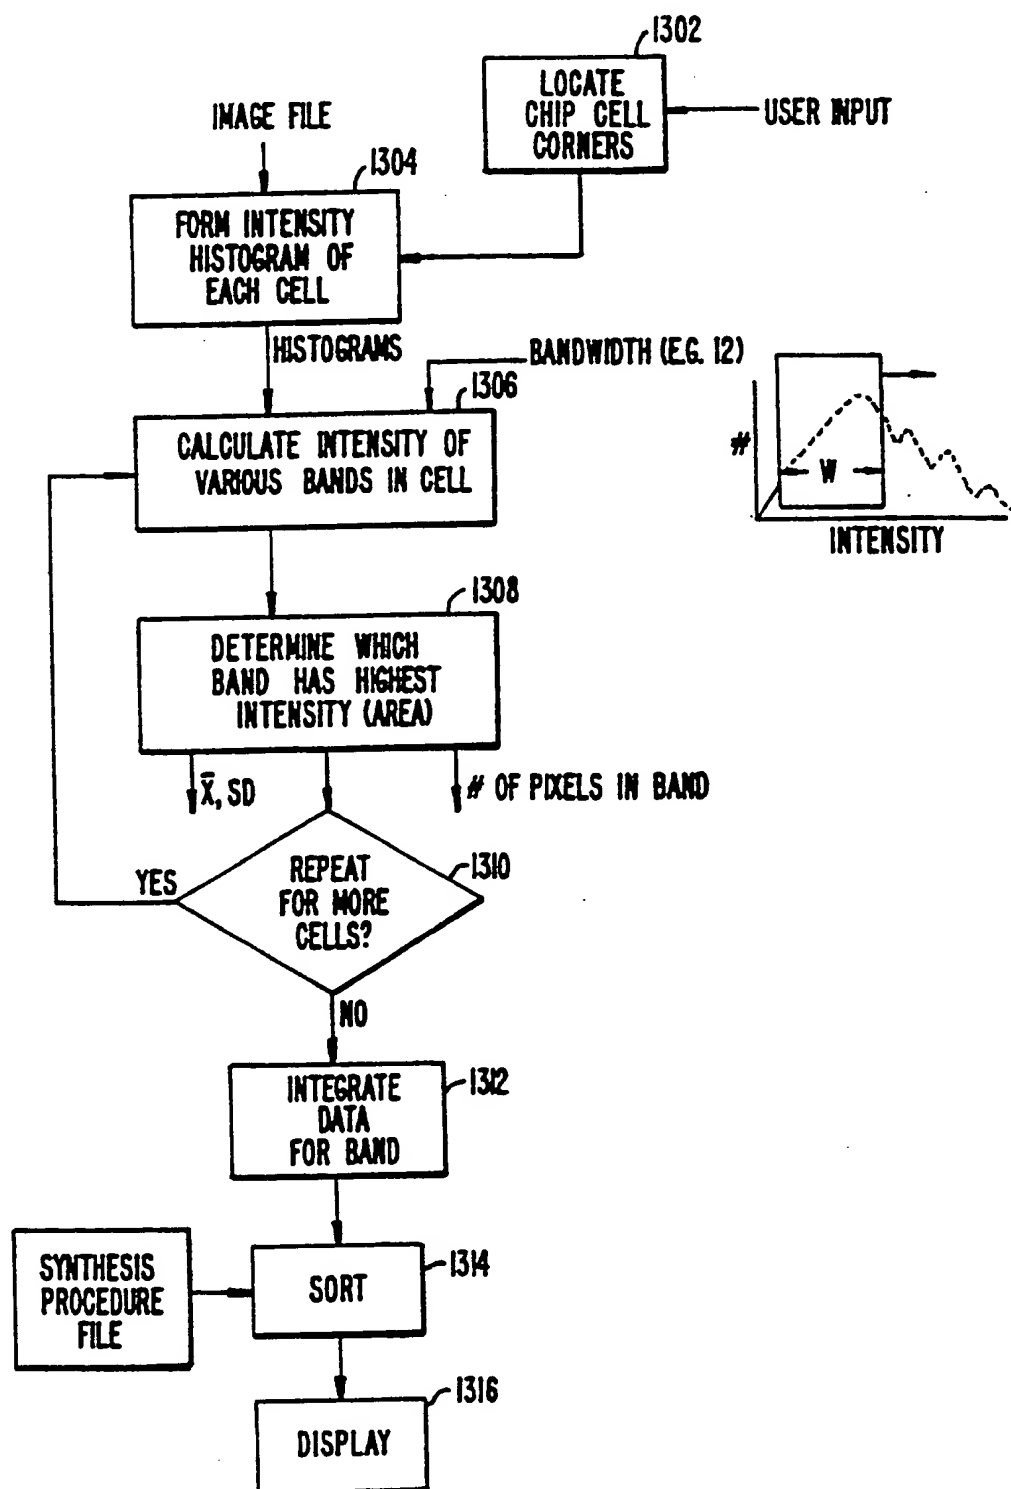 1302
LOCATE
CHIP CELL
CORNERS
USER INPUT
IMAGE FILE
1304
FORM INTENSITY
HISTOGRAM OF
EACH CELL
HISTOGRAMS
BANDWIDTH (E.G. 12)
1306
CALCULATE INTENSITY OF
VARIOUS BANDS IN CELL
#
W
INTENSITY
1308
DETERMINE WHICH
BAND HAS HIGHEST
INTENSITY (AREA)
X̄, SD
# OF PIXELS IN BAND
1310
REPEAT
FOR MORE
CELLS?
YES
NO
1312
INTEGRATE
DATA
FOR BAND
SYNTHESIS
PROCEDURE
FILE
1314
SORT
1316
DISPLAY